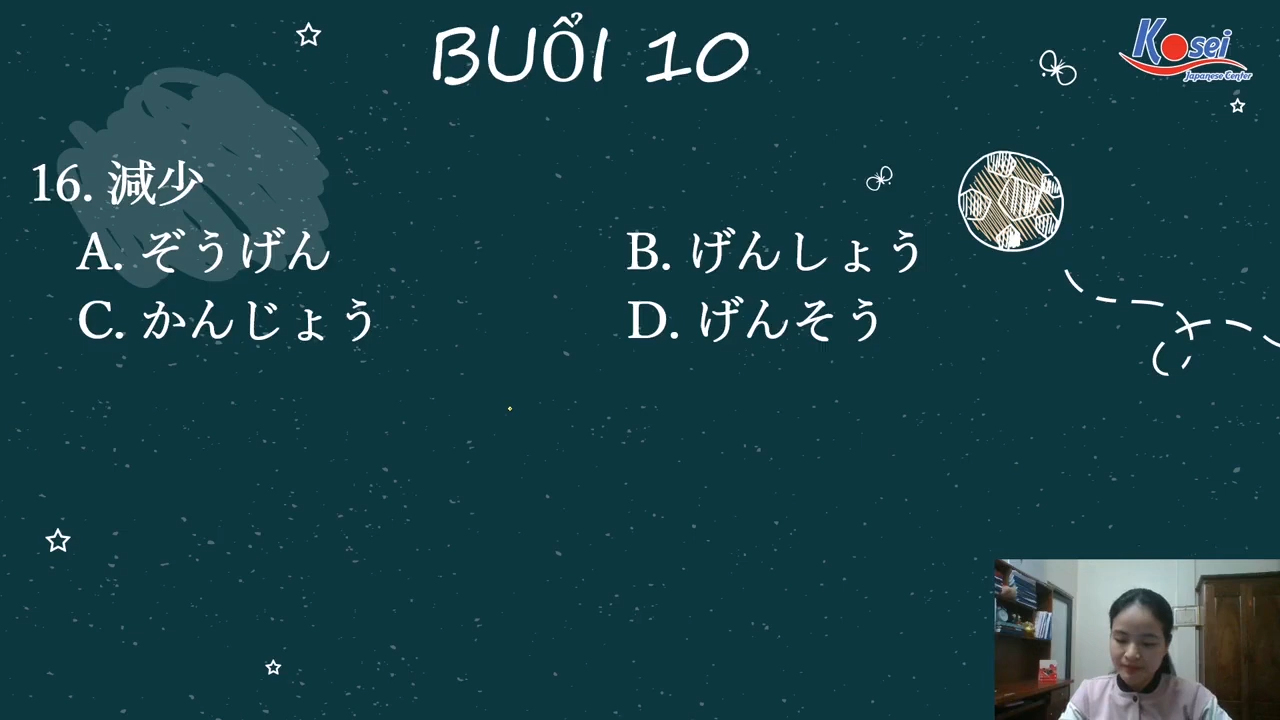 BUỔI 10
Kosei
Japanese Center
16. 減少
A. ぞうげん
B. げんしょう
C. かんじょう
D. げんそう